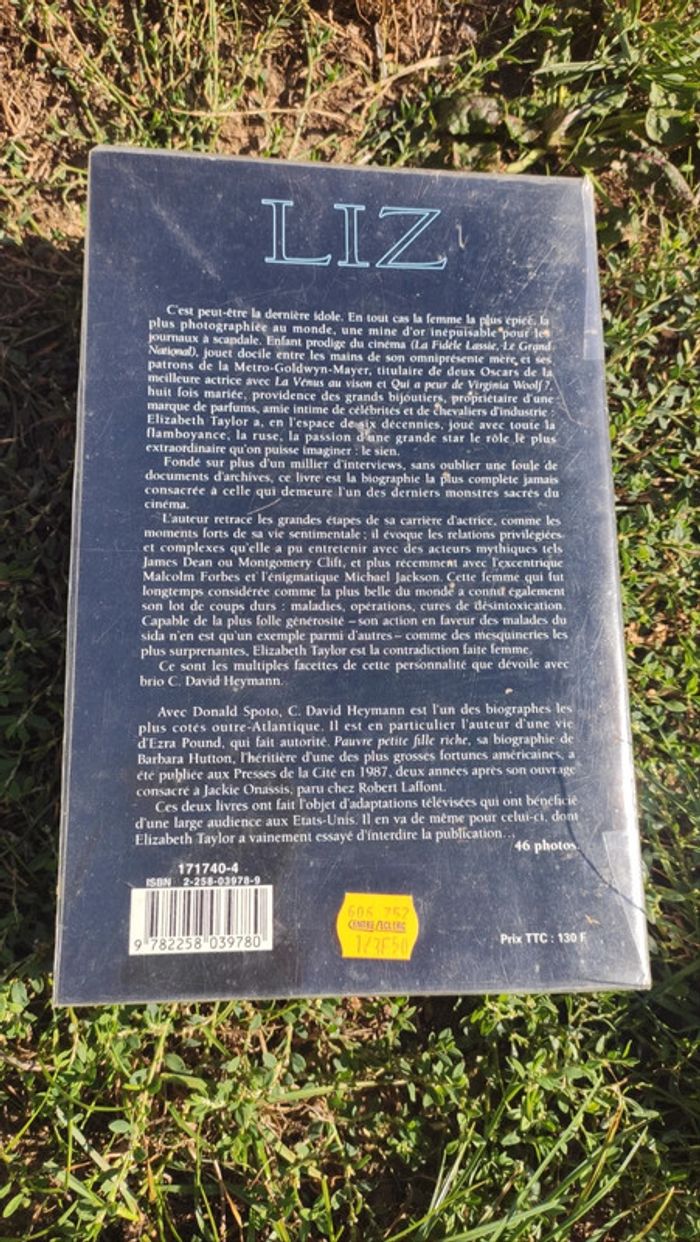 LIZ
C'est peut-être la dernière idole. En tout cas la femme la plus épicé, la
plus photographiée au monde, une mine d'or inépuisable pour les
journaux à scandale. Enfant prodige du cinéma (La Fidèle Lassie, Le Grand
National), jouet docile entre les mains de son omniprésente mère et ses
patrons de la Metro-Goldwyn-Mayer, titulaire de deux Oscars de la
meilleure actrice avec La Vénus au vison et Qui a peur de Virginia Woolf ?,
huit fois mariée, providence des grands bijoutiers, propriétaire d'une
marque de parfums, amie intime de célébrités et de chevaliers d'industrie :
Elizabeth Taylor a, en l'espace de six décennies, joué avec toute la
flamboyance, la ruse, la passion d'une grande star le rôle le plus
extraordinaire qu'on puisse imaginer : le sien.
Fondé sur plus d'un millier d'interviews, sans oublier une foule de
documents d'archives, ce livre est la biographie la plus complète jamais
consacrée à celle qui demeure l'un des derniers monstres sacrés du
cinéma.
L'auteur retrace les grandes étapes de sa carrière d'actrice, comme les
moments forts de sa vie sentimentale ; il évoque les relations privilégiées
et complexes qu'elle a pu entretenir avec des acteurs mythiques tels
James Dean ou Montgomery Clift, et plus récemment avec l'excentrique
Malcolm Forbes et l'énigmatique Michael Jackson. Cette femme qui fut
longtemps considérée comme la plus belle du monde a connu également
son lot de coups durs : maladies, opérations, cures de désintoxication.
Capable de la plus folle générosité – son action en faveur des malades du
sida n'en est qu'un exemple parmi d'autres – comme des mesquineries les
plus surprenantes, Elizabeth Taylor est la contradiction faite femme.
Ce sont les multiples facettes de cette personnalité que dévoile avec
brio C. David Heymann.
Avec Donald Spoto, C. David Heymann est l'un des biographes les
plus cotés outre-Atlantique. Il est en particulier l'auteur d'une vie
d'Ezra Pound, qui fait autorité. Pauvre petite fille riche, sa biographie de
Barbara Hutton, l'héritière d'une des plus grosses fortunes américaines, a
été publiée aux Presses de la Cité en 1987, deux années après son ouvrage
consacré à Jackie Onassis, paru chez Robert Laffont.
Ces deux livres ont fait l'objet d'adaptations télévisées qui ont bénéficié
d'une large audience aux Etats-Unis. Il en va de même pour celui-ci, dont
Elizabeth Taylor a vainement essayé d'interdire la publication...
46 photos.
171740-4
ISBN 2-258-03978-9
9 782258 039780
606 752
CENTRE LECLERC
Prix TTC : 130 F